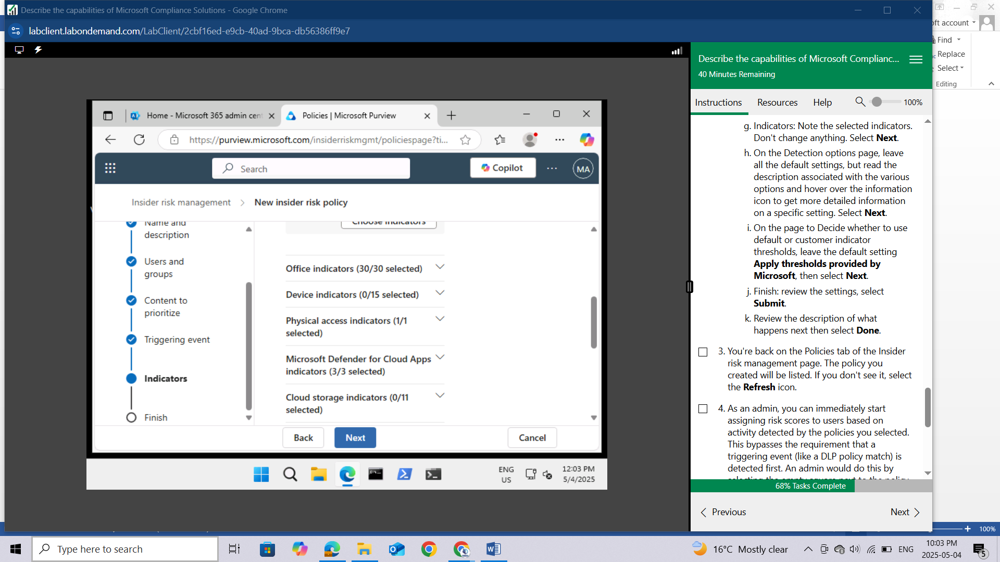 Describe the capabilities of Microsoft Compliance Solutions - Google Chrome
labclient.labondemand.com/LabClient/2cbf16ed-e9cb-40ad-9bca-db56386ff9e7
oft account
Find
Replace
Select
Editing
Describe the capabilities of Microsoft Complianc...
40 Minutes Remaining
Instructions
Resources
Help
100%
Home - Microsoft 365 admin cent
Policies | Microsoft Purview
https://purview.microsoft.com/insiderriskmgmt/policiespage?ti...
Search
Copilot
MA
Insider risk management > New insider risk policy
Name and
description
Users and
groups
Content to
prioritize
Triggering event
Indicators
Finish
Choose indicators
Office indicators (30/30 selected)
Device indicators (0/15 selected)
Physical access indicators (1/1
selected)
Microsoft Defender for Cloud Apps
indicators (3/3 selected)
Cloud storage indicators (0/11
selected)
Back
Next
Cancel
ENG
US
12:03 PM
5/4/2025
g. Indicators: Note the selected indicators.
Don't change anything. Select Next.
h. On the Detection options page, leave
all the default settings, but read the
description associated with the various
options and hover over the information
icon to get more detailed information
on a specific setting. Select Next.
i. On the page to Decide whether to use
default or customer indicator
thresholds, leave the default setting
Apply thresholds provided by
Microsoft, then select Next.
j. Finish: review the settings, select
Submit.
k. Review the description of what
happens next then select Done.
3. You're back on the Policies tab of the Insider
risk management page. The policy you
created will be listed. If you don't see it, select
the Refresh icon.
4. As an admin, you can immediately start
assigning risk scores to users based on
activity detected by the policies you selected.
This bypasses the requirement that a
triggering event (like a DLP policy match) is
detected first. An admin would do this by
selecting the empty square next to the policy
68% Tasks Complete
Previous
Next
100%
Type here to search
16°C Mostly clear
ENG
10:03 PM
2025-05-04
5